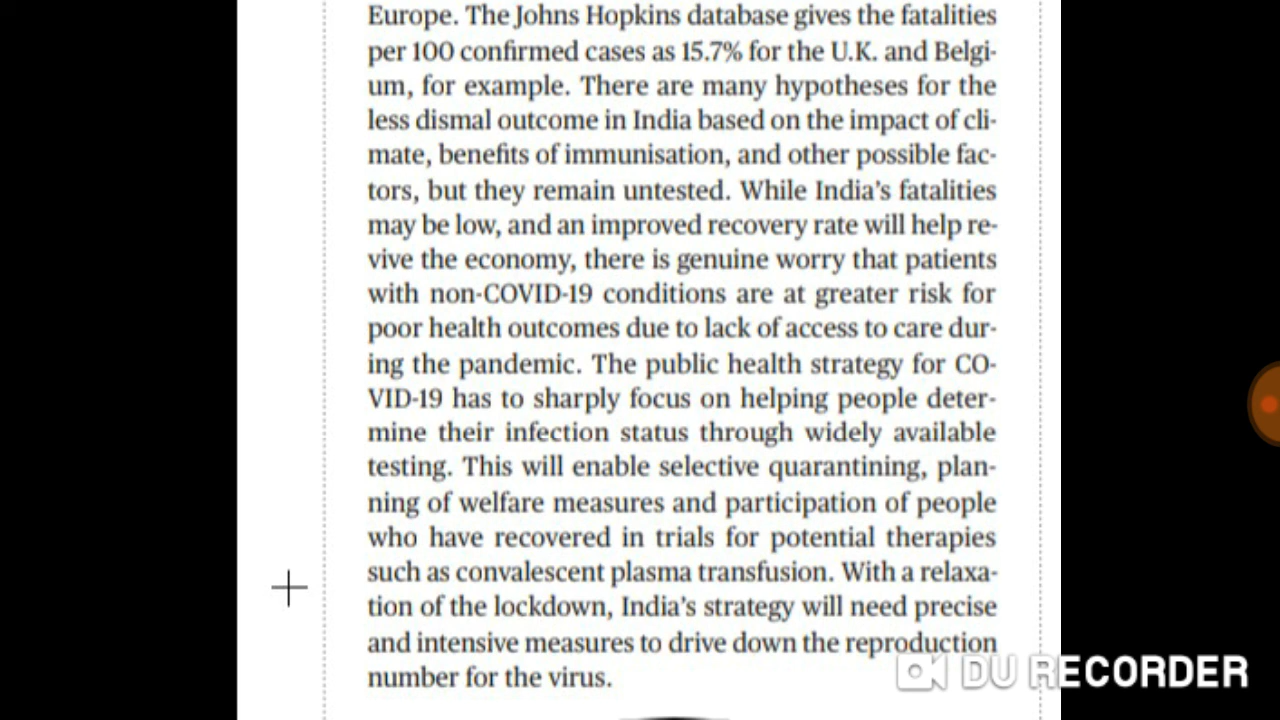 Europe. The Johns Hopkins database gives the fatalities
per 100 confirmed cases as 15.7% for the U.K. and Belgi-
um, for example. There are many hypotheses for the
less dismal outcome in India based on the impact of cli-
mate, benefits of immunisation, and other possible fac-
tors, but they remain untested. While India’s fatalities
may be low, and an improved recovery rate will help re-
vive the economy, there is genuine worry that patients
with non-COVID-19 conditions are at greater risk for
poor health outcomes due to lack of access to care dur-
ing the pandemic. The public health strategy for CO-
VID-19 has to sharply focus on helping people deter-
mine their infection status through widely available
testing. This will enable selective quarantining, plan-
ning of welfare measures and participation of people
who have recovered in trials for potential therapies
such as convalescent plasma transfusion. With a relaxa-
tion of the lockdown, India’s strategy will need precise
and intensive measures to drive down the reproduction
number for the virus.
DU RECORDER